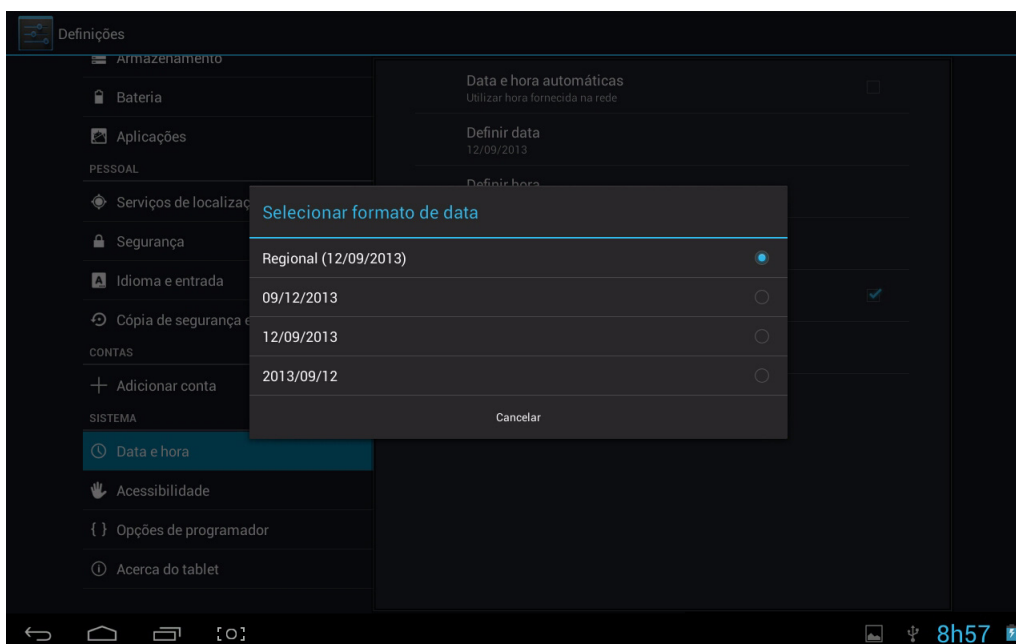 Definições
Armazenamento
Bateria
Aplicações
PESSOAL
Serviços de localizaç
Segurança
Idioma e entrada
Cópia de segurança e
CONTAS
Adicionar conta
SISTEMA
Data e hora
Acessibilidade
{ } Opções de programador
Acerca do tablet
Data e hora automáticas
Utilizar hora fornecida na rede
Definir data
12/09/2013
Definir hora
Selecionar formato de data
Regional (12/09/2013)
09/12/2013
12/09/2013
2013/09/12
Cancelar
8h57